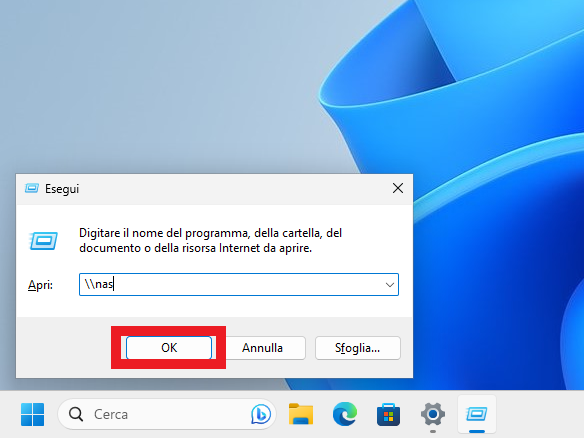 Esegui
Digitare il nome del programma, della cartella, del
documento o della risorsa Internet da aprire.
Apri:
\\nas
OK
Annulla
Sfoglia...
Cerca